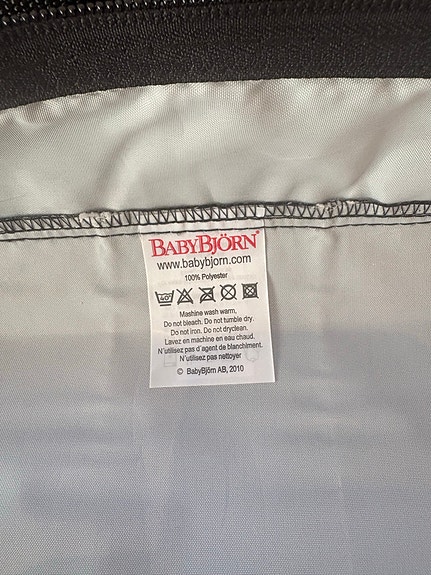 BABYBJÖRN®
www.babybjorn.com
100% Polyester
40°
Mashine wash warm,
Do not bleach. Do not tumble dry.
Do not iron. Do not dryclean.
Lavez en machine en eau chaud.
N'utilisez pas d'agent de blanchiment.
N'utilisez pas nettoyer
© BabyBjörn AB, 2010